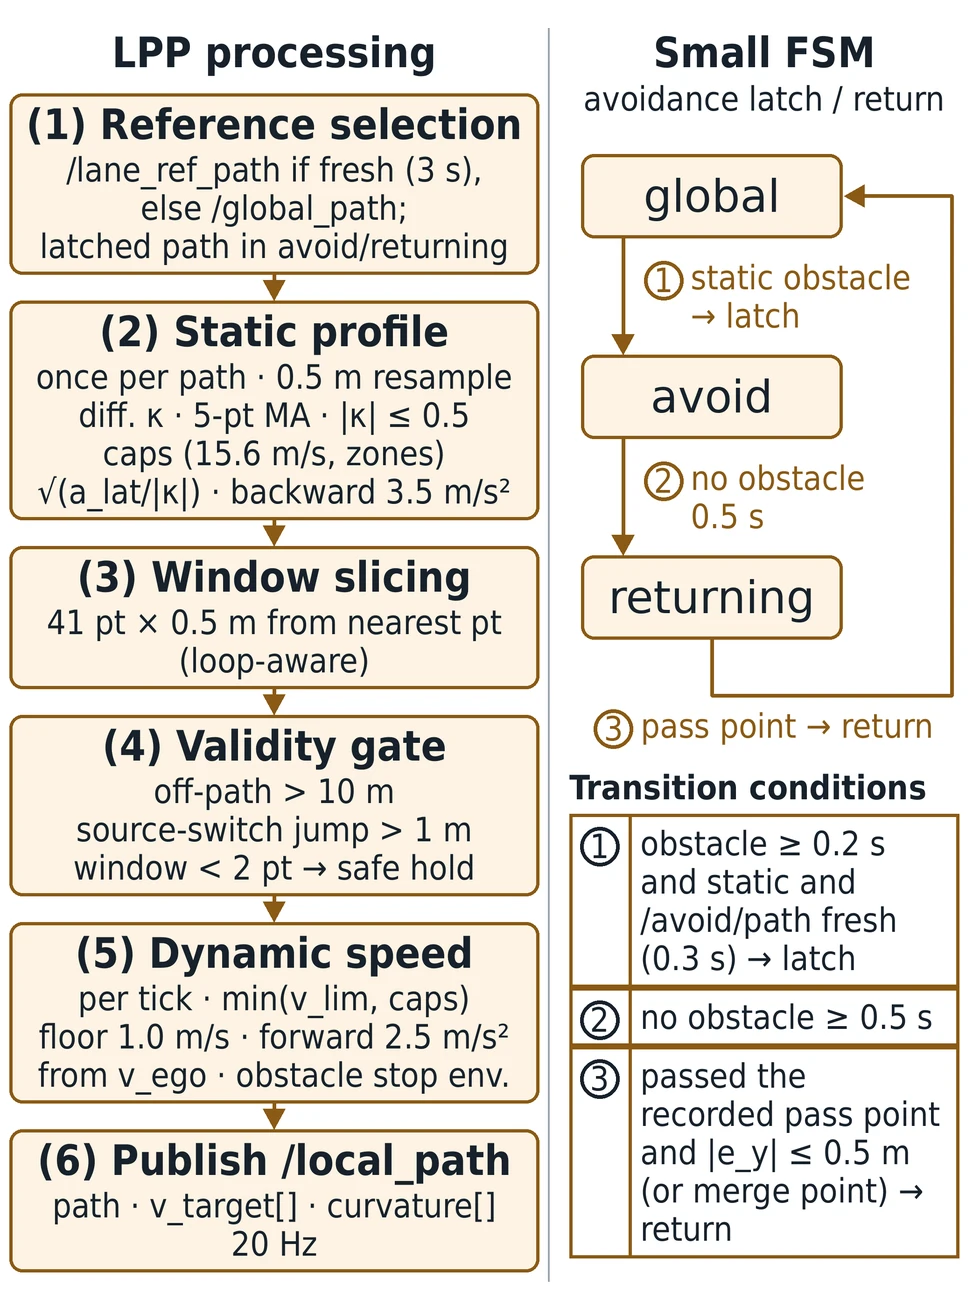 LPP processing
(1) Reference selection
/lane_ref_path if fresh (3 s),
else /global_path;
latched path in avoid/returning
(2) Static profile
once per path · 0.5 m resample
diff. κ · 5-pt MA · |κ| ≤ 0.5
caps (15.6 m/s, zones)
√(a_lat/|κ|) · backward 3.5 m/s²
(3) Window slicing
41 pt × 0.5 m from nearest pt
(loop-aware)
(4) Validity gate
off-path > 10 m
source-switch jump > 1 m
window < 2 pt → safe hold
(5) Dynamic speed
per tick · min(v_lim, caps)
floor 1.0 m/s · forward 2.5 m/s²
from v_ego · obstacle stop env.
(6) Publish /local_path
path · v_target[] · curvature[]
20 Hz
Small FSM
avoidance latch / return
global
① static obstacle
→ latch
avoid
② no obstacle
0.5 s
returning
③ pass point → return
Transition conditions
① obstacle ≥ 0.2 s
and static and
/avoid/path fresh
(0.3 s) → latch
② no obstacle ≥ 0.5 s
③ passed the
recorded pass point
and |e_y| ≤ 0.5 m
(or merge point) →
return